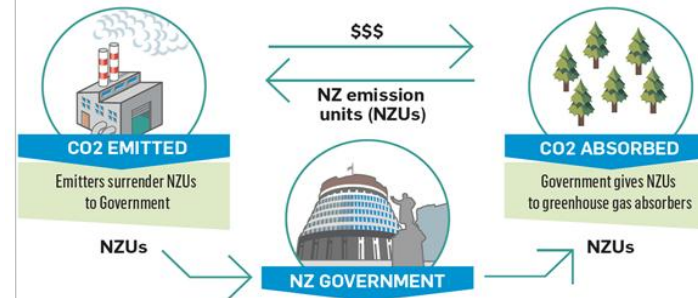 $$$
NZ emission
units (NZUs)
CO2 EMITTED
Emitters surrender NZUs
to Government
CO2 ABSORBED
Government gives NZUs
to greenhouse gas absorbers
NZUs
NZ GOVERNMENT
NZUs